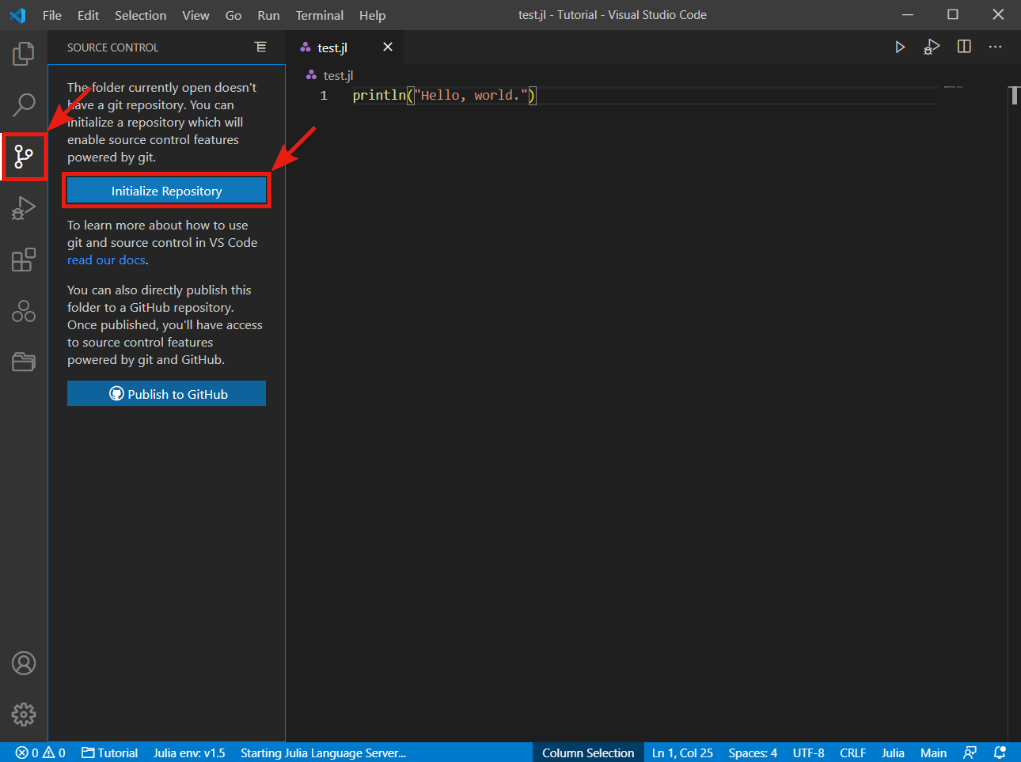 File Edit Selection View Go Run Terminal Help
test.jl - Tutorial - Visual Studio Code
SOURCE CONTROL
The folder currently open doesn't
have a git repository. You can
initialize a repository which will
enable source control features
powered by git.
Initialize Repository
To learn more about how to use
git and source control in VS Code
read our docs.
You can also directly publish this
folder to a GitHub repository.
Once published, you'll have access
to source control features
powered by git and GitHub.
Publish to GitHub
test.jl
test.jl
1 println("Hello, world.")
0 0 Tutorial Julia env: v1.5 Starting Julia Language Server... Column Selection Ln 1, Col 25 Spaces: 4 UTF-8 CRLF Julia Main